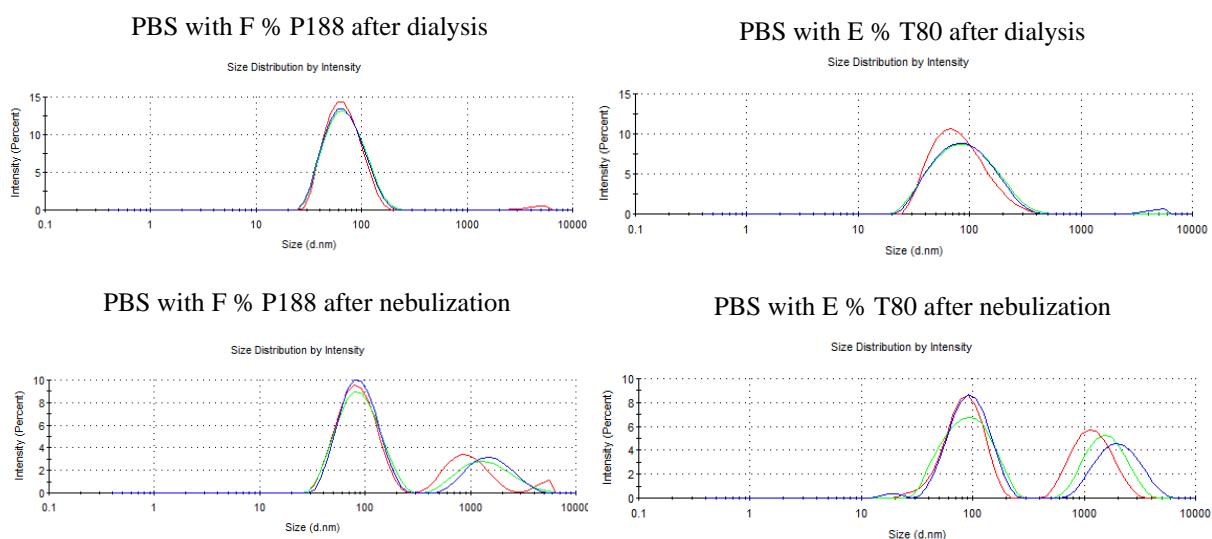 PBS with F % P188 after dialysis
Size Distribution by Intensity
15
10
5
0
0.1 1 10 100 1000 10000
Intensity (Percent)
Size (d.nm)
PBS with E % T80 after dialysis
Size Distribution by Intensity
15
10
5
0
0.1 1 10 100 1000 10000
Intensity (Percent)
Size (d.nm)
PBS with F % P188 after nebulization
Size Distribution by Intensity
10
8
6
4
2
0
0.1 1 10 100 1000 10000
Intensity (Percent)
Size (d.nm)
PBS with E % T80 after nebulization
Size Distribution by Intensity
10
8
6
4
2
0
0.1 1 10 100 1000 10000
Intensity (Percent)
Size (d.nm)